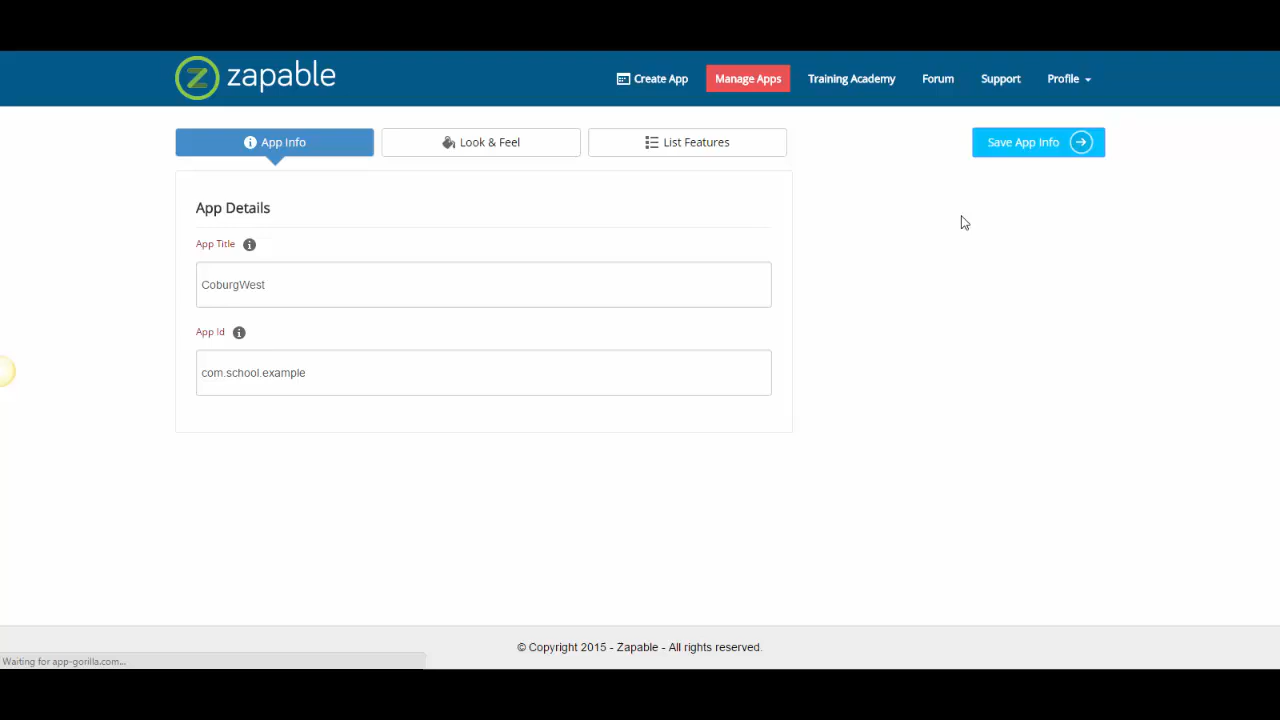 zapable
Create App
Manage Apps
Training Academy
Forum
Support
Profile
App Info
Look & Feel
List Features
Save App Info
App Details
App Title
CoburgWest
App Id
com.school.example
© Copyright 2015 - Zapable - All rights reserved.
Waiting for app-gorilla.com...